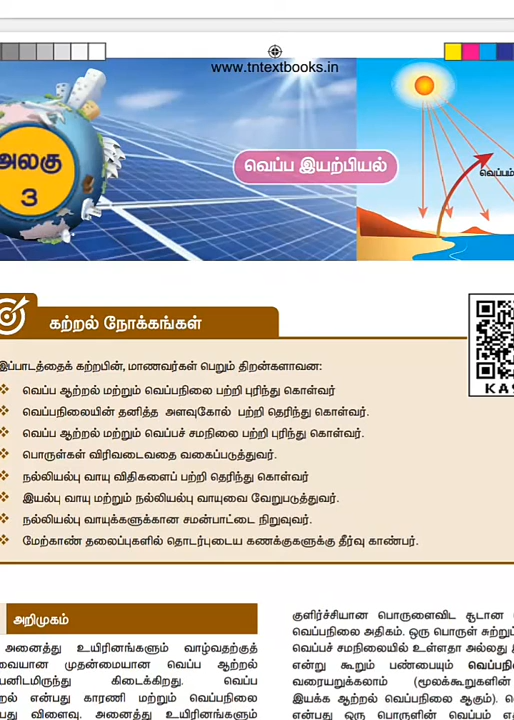 www.tntextbooks.in
அலகு
3
வெப்ப இயற்பியல்
வெப்பம்
கற்றல் நோக்கங்கள்
இப்பாடத்தைக் கற்றபின், மாணவர்கள் பெறும் திறன்களாவன:
❖ வெப்ப ஆற்றல் மற்றும் வெப்பநிலை பற்றி புரிந்து கொள்வர்
❖ வெப்பநிலையின் தனித்த அளவுகோல் பற்றி தெரிந்து கொள்வர்.
❖ வெப்ப ஆற்றல் மற்றும் வெப்பச் சமநிலை பற்றி புரிந்து கொள்வர்.
❖ பொருள்கள் விரிவடைவதை வகைப்படுத்துவர்.
❖ நல்லியல்பு வாயு விதிகளைப் பற்றி தெரிந்து கொள்வர்
❖ இயல்பு வாயு மற்றும் நல்லியல்பு வாயுவை வேறுபடுத்துவர்.
❖ நல்லியல்பு வாயுக்களுக்கான சமன்பாட்டை நிறுவுவர்.
❖ மேற்காண் தலைப்புகளில் தொடர்புடைய கணக்குகளுக்கு தீர்வு காண்பர்.
அறிமுகம்
அனைத்து உயிரினங்களும் வாழ்வதற்குத்
முதன்மையான வெப்ப ஆற்றல்
கிடைக்கிறது. வெப்ப
என்பது காரணி மற்றும் வெப்பநிலை
விளைவு. அனைத்து உயிரினங்களும்
குளிர்ச்சியான பொருளைவிட சூடான
வெப்பநிலை அதிகம். ஒரு பொருள்
வெப்பச் சமநிலையில் உள்ளதா அல்லது
என்று கூறும் பண்பையும்
வரையறுக்கலாம் (மூலக்கூறுகளின்
இயக்க ஆற்றல் வெப்பநிலை ஆகும்).
என்பது ஒரு பொருளின் வெப்பம்